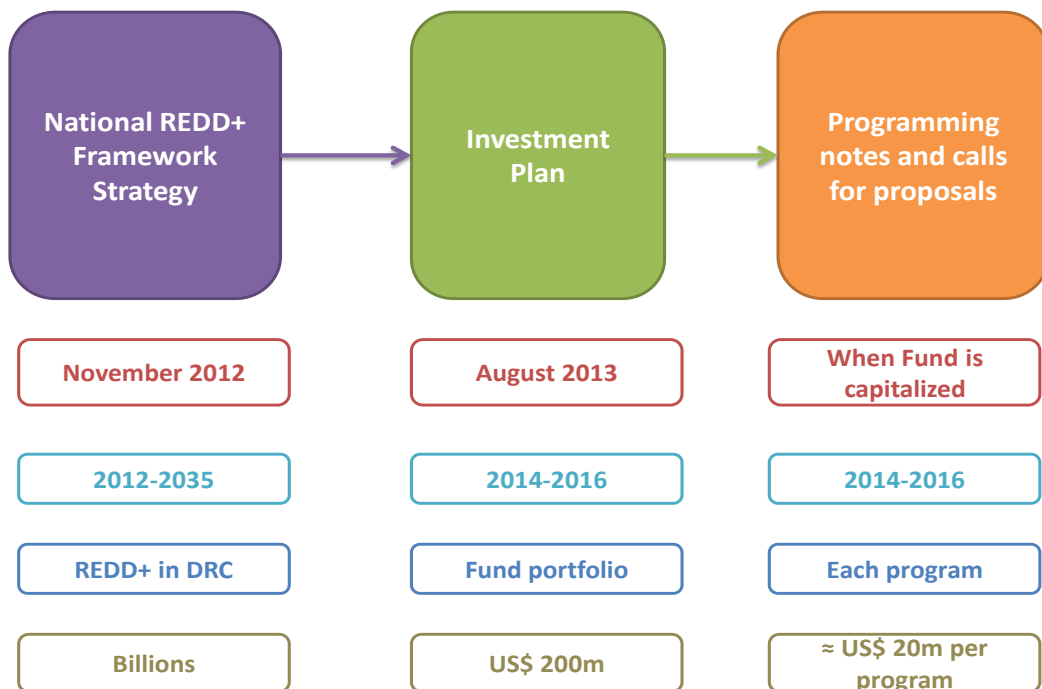 National REDD+
Framework
Strategy
Investment
Plan
Programming
notes and calls
for proposals
November 2012
August 2013
When Fund is
capitalized
2012-2035
2014-2016
2014-2016
REDD+ in DRC
Fund portfolio
Each program
Billions
US$ 200m
≈ US$ 20m per
program